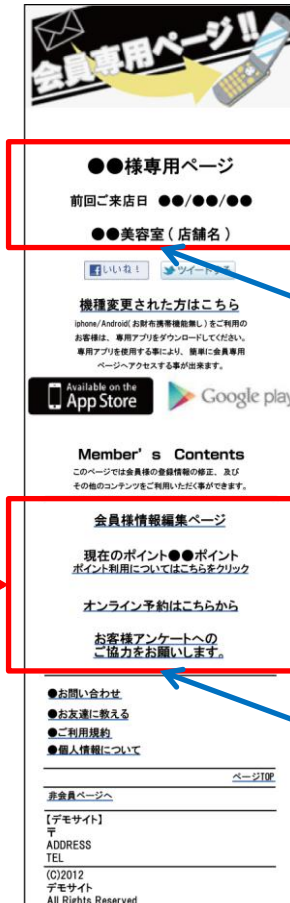 会員専用ページ!!
●●様専用ページ
前回ご来店日 ●●/●●/●●
●●美容室(店舗名)
いいね!
ツイートする
機種変更された方はこちら
iphone/Android(お財布携帯機能無し)をご利用の
お客様は、専用アプリをダウンロードしてください。
専用アプリを使用する事により、簡単に会員専用
ページへアクセスする事が出来ます。
Available on the
App Store
Google play
Member's Contents
このページでは会員様の登録情報の修正、及び
その他のコンテンツをご利用いただく事ができます。
会員様情報編集ページ
現在のポイント●●ポイント
ポイント利用についてはこちらをクリック
オンライン予約はこちらから
お客様アンケートへの
ご協力をお願いします。
●お問い合わせ
●お友達に教える
●ご利用規約
●個人情報について
ページTOP
非会員ページへ
【デモサイト】
〒
ADDRESS
TEL
(C)2012
デモサイト
All Rights Reserved